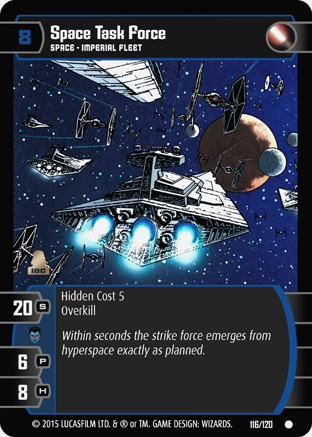 8 Space Task Force
SPACE - IMPERIAL FLEET
IDC
20 S
Hidden Cost 5
Overkill
Within seconds the strike force emerges from
hyperspace exactly as planned.
6 P
8 H
© 2015 LUCASFILM LTD. & ® or TM. GAME DESIGN: WIZARDS. 116/120